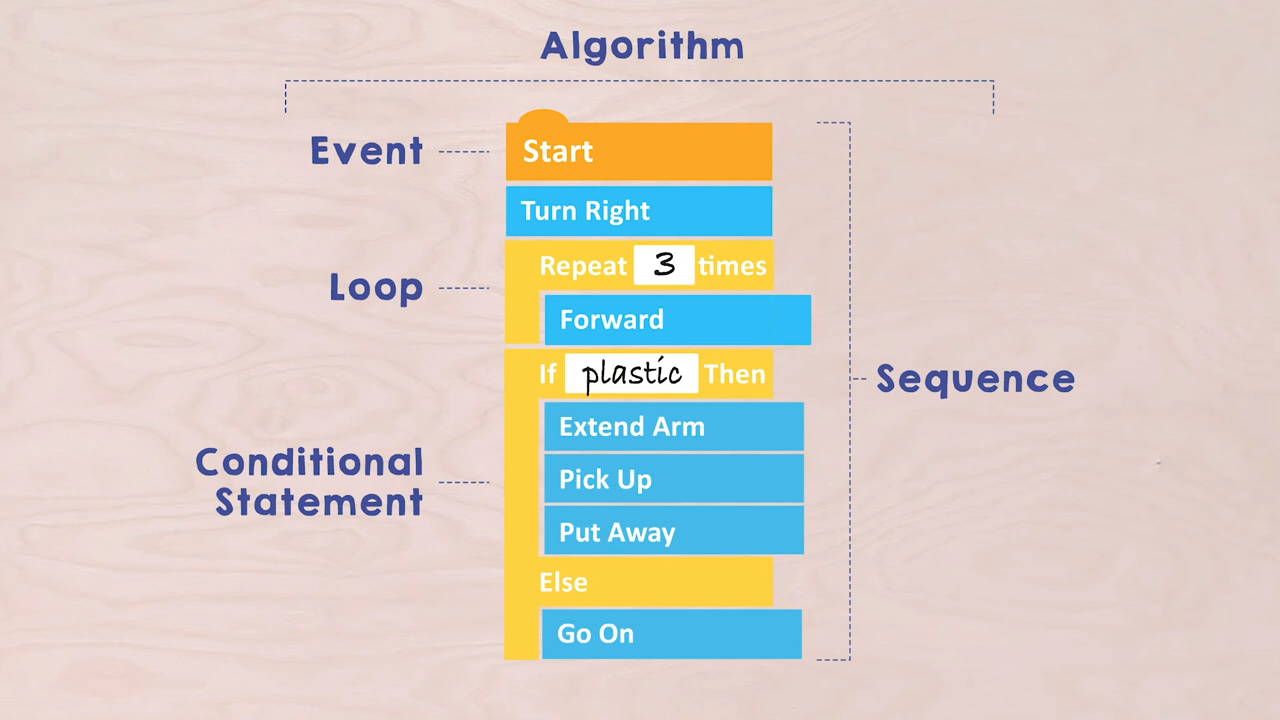 Algorithm
Event
Start
Turn Right
Loop
Repeat 3 times
Forward
If plastic Then
Extend Arm
Conditional
Statement
Pick Up
Put Away
Else
Go On
Sequence